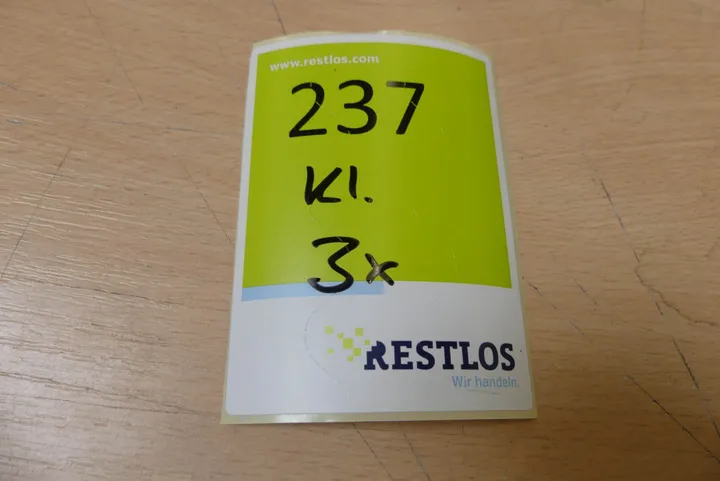 www.restlos.com
237
Kl.
3x
RESTLOS
Wir handeln.